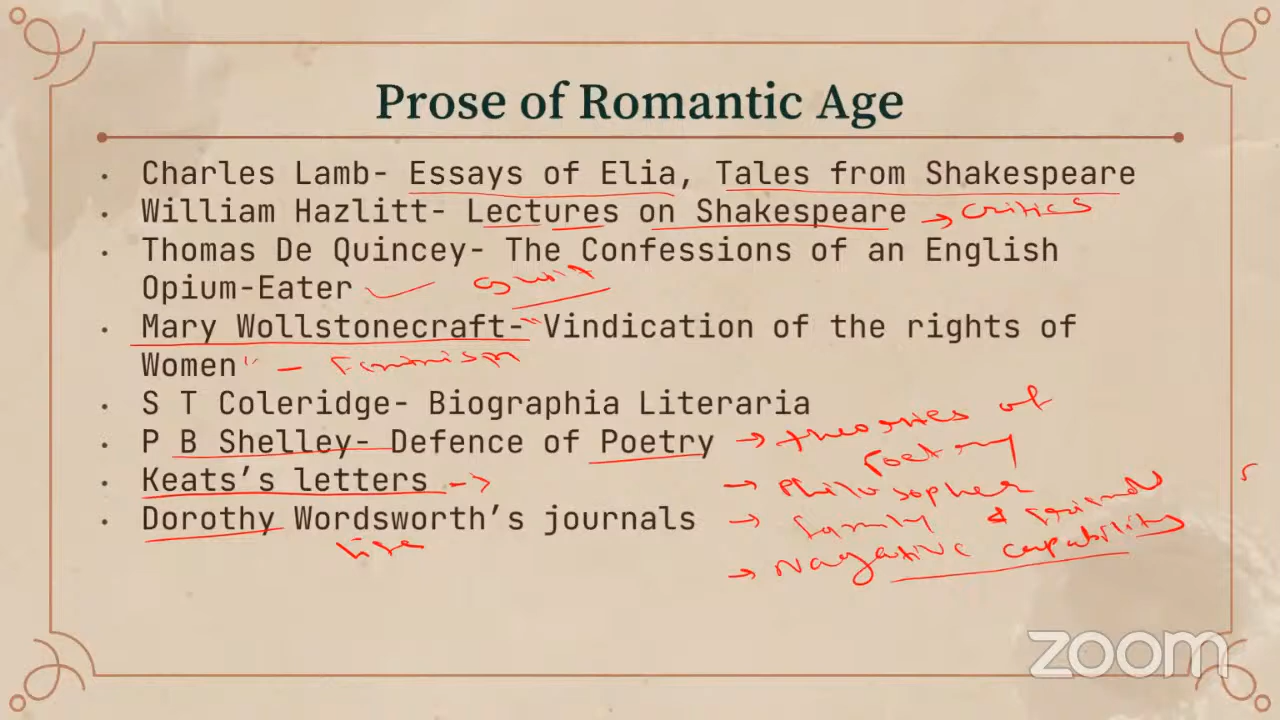 Prose of Romantic Age
• Charles Lamb- Essays of Elia, Tales from Shakespeare
• William Hazlitt- Lectures on Shakespeare → critics
• Thomas De Quincey- The Confessions of an English
Opium-Eater ✓
• Mary Wollstonecraft- "Vindication of the rights of
Women" - Feminism
• S T Coleridge- Biographia Literaria
• P B Shelley- Defence of Poetry → theories of
Poetry
• Keats's letters → → Philosopher
• Dorothy Wordsworth's journals → family & friends
life → Nagative capability
zoom